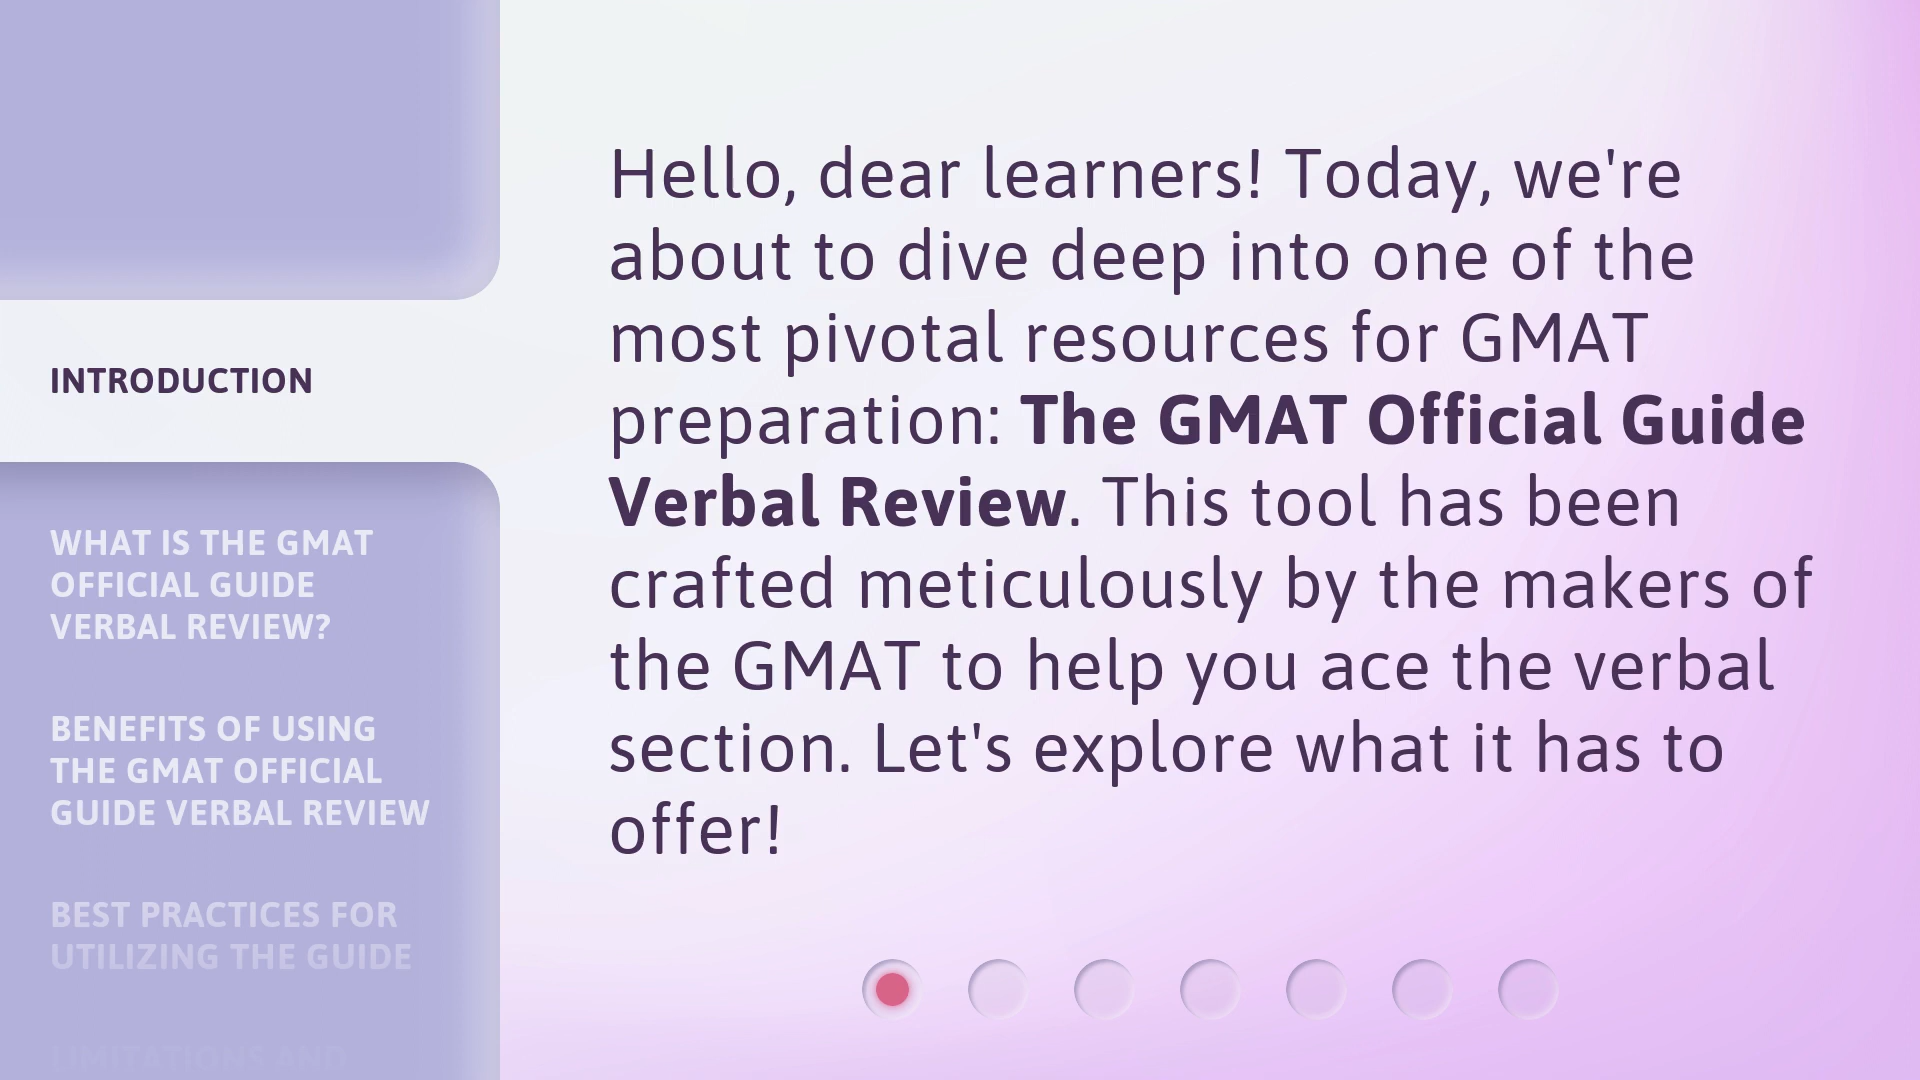 INTRODUCTION
WHAT IS THE GMAT
OFFICIAL GUIDE
VERBAL REVIEW?
BENEFITS OF USING
THE GMAT OFFICIAL
GUIDE VERBAL REVIEW
BEST PRACTICES FOR
UTILIZING THE GUIDE
LIMITATIONS AND
Hello, dear learners! Today, we're
about to dive deep into one of the
most pivotal resources for GMAT
preparation: The GMAT Official Guide
Verbal Review. This tool has been
crafted meticulously by the makers of
the GMAT to help you ace the verbal
section. Let's explore what it has to
offer!